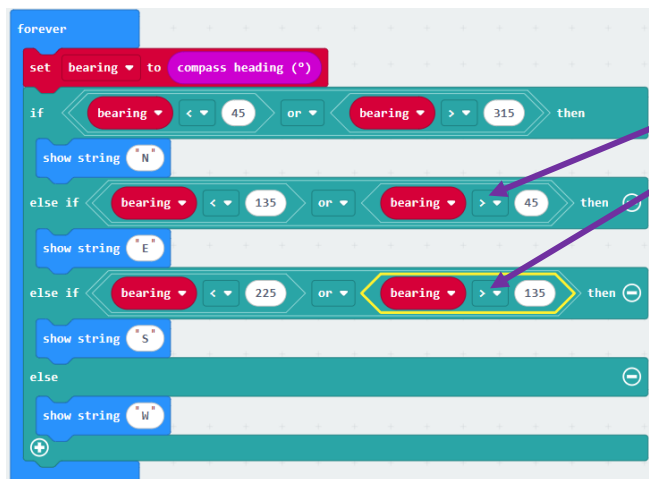 forever
set bearing to compass heading (°)
if bearing < 45 or bearing > 315 then
show string "N"
else if bearing < 135 or bearing > 45 then
show string "E"
else if bearing < 225 or bearing > 135 then
show string "S"
else
show string "W"